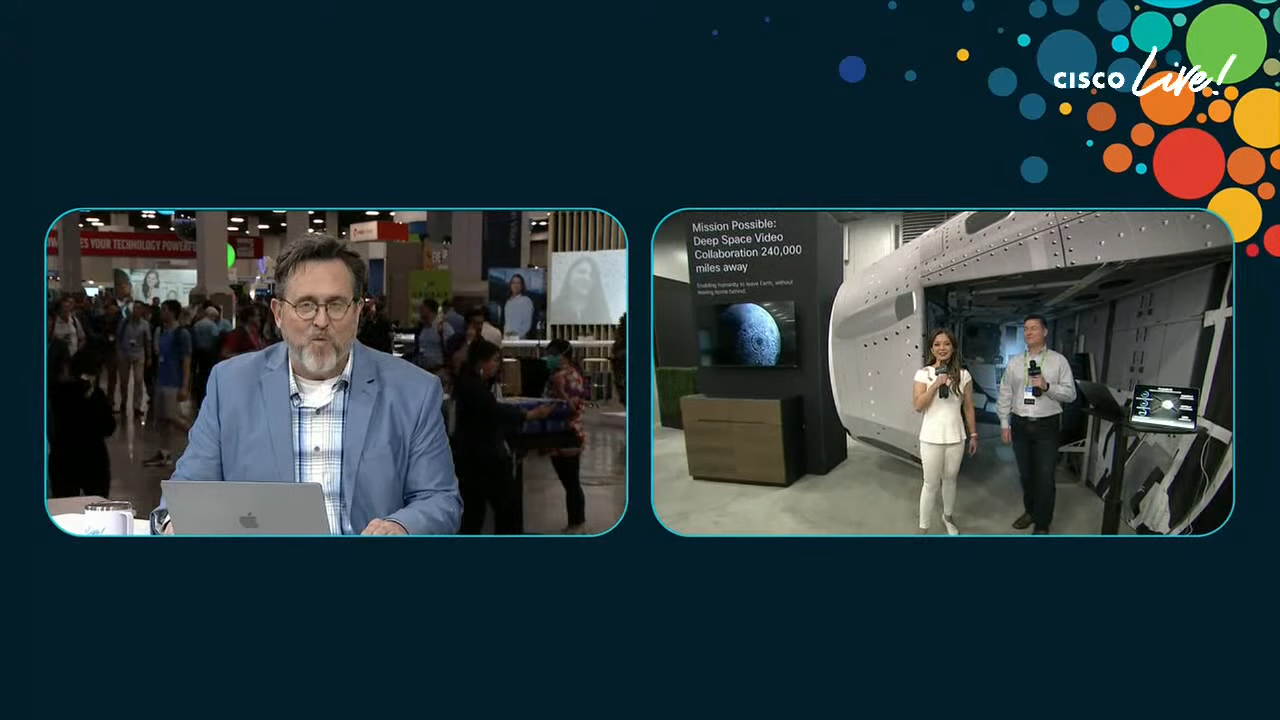 CISCO Live!
ES YOUR TECHNOLOGY POWERF
Mission Possible:
Deep Space Video
Collaboration 240,000
miles away
Enabling humanity to leave Earth, without
leaving home behind.